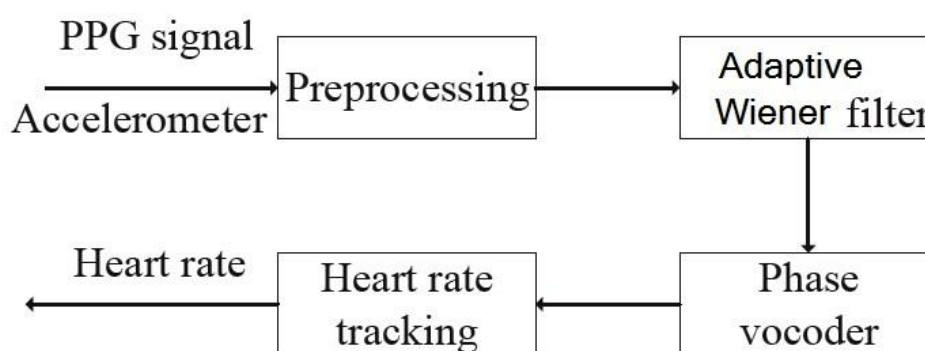 PPG signal
Accelerometer
Preprocessing
Adaptive
Wiener filter
Phase
vocoder
Heart rate
tracking
Heart rate